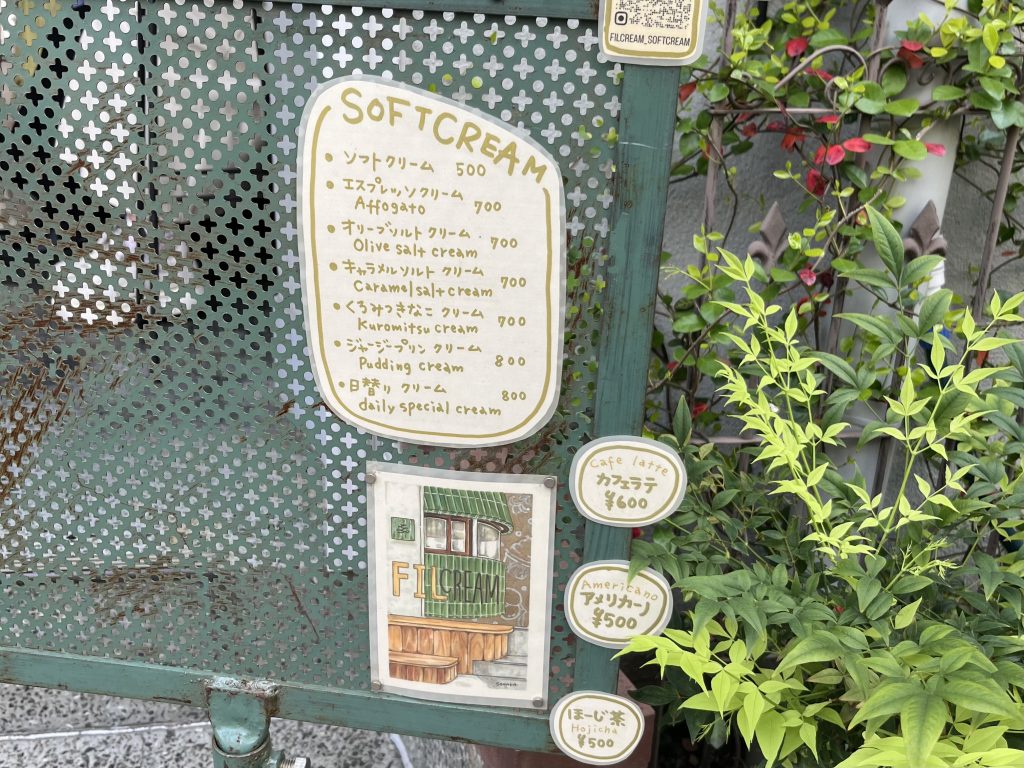 FILCREAM_SOFTCREAM
SOFTCREAM
• ソフトクリーム 500
• エスプレッソクリーム
Affogato 700
• オリーブソルト クリーム . 700
Olive salt cream
• キャラメルソルト クリーム 700
Caramel salt cream
• くろみつきなこ クリーム 700
Kuromitsu cream
• ジャージープリン クリーム 800
Pudding cream
• 日替り クリーム 800
daily special cream
FILCREAM
Cafe latte
カフェラテ
¥600
Americano
アメリカーノ
¥500
ほーじ茶
Hojicha
¥500